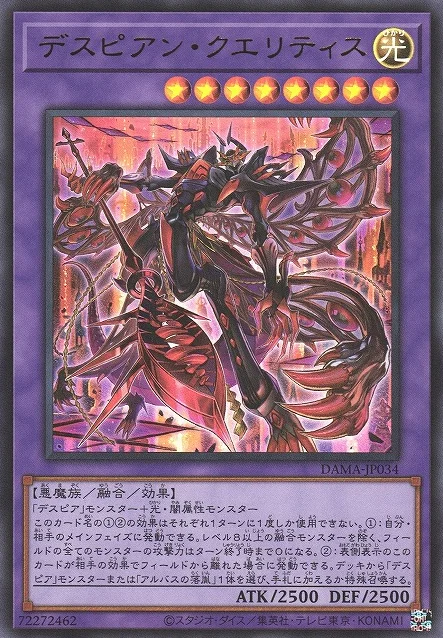 デスピアン・クエリティス
光
DAMA-JP034
【悪魔族／融合／効果】
「デスピア」モンスター＋光・闇属性モンスター
このカード名の①②の効果はそれぞれ1ターンに1度しか使用できない。①：自分・
相手のメインフェイズに発動できる。レベル８以上の融合モンスターを除く、フィー
ルドの全てのモンスターの攻撃力はターン終了時まで０になる。②：表側表示のこ
のカードが相手の効果でフィールドから離れた場合に発動できる。デッキから「デス
ピア」モンスターまたは「アルバスの落胤」1体を選び、手札に加えるか特殊召喚する。
ATK/2500 DEF/2500
72272462
©スタジオ・ダイス／集英社・テレビ東京・KONAMI